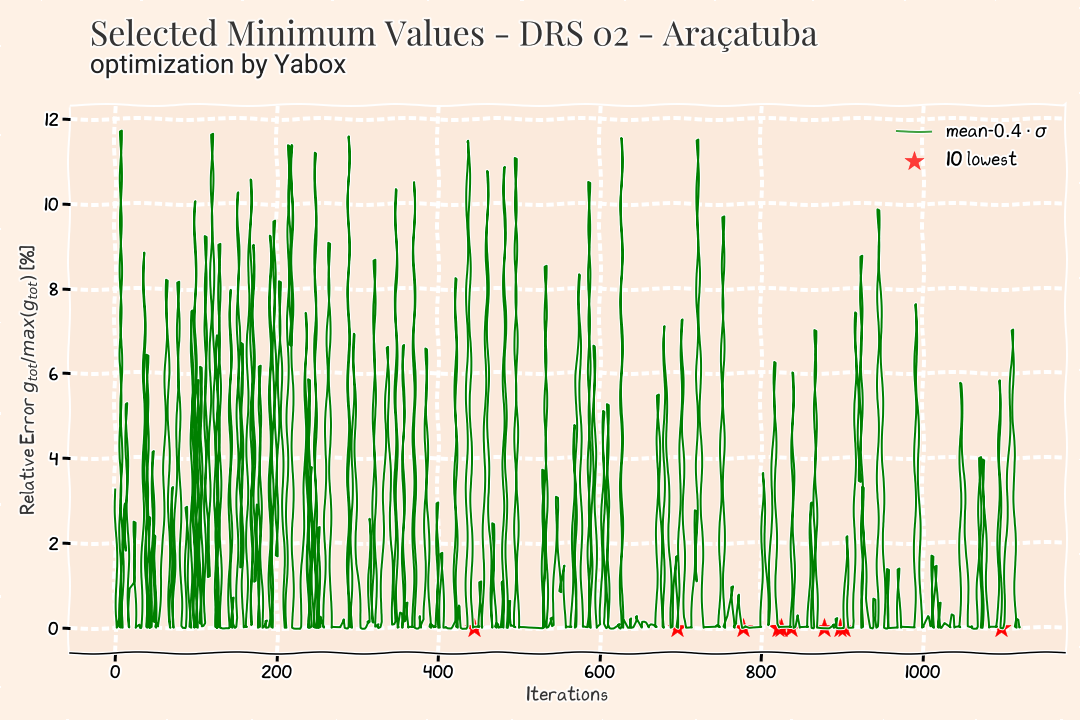 Selected Minimum Values - DRS 02 - Araçatuba
optimization by Yabox
12
10
8
6
4
2
0
Relative Error g_tot/max(g_tot) [%]
mean-0.4 · σ
10 lowest
0 200 400 600 800 1000
Iterations